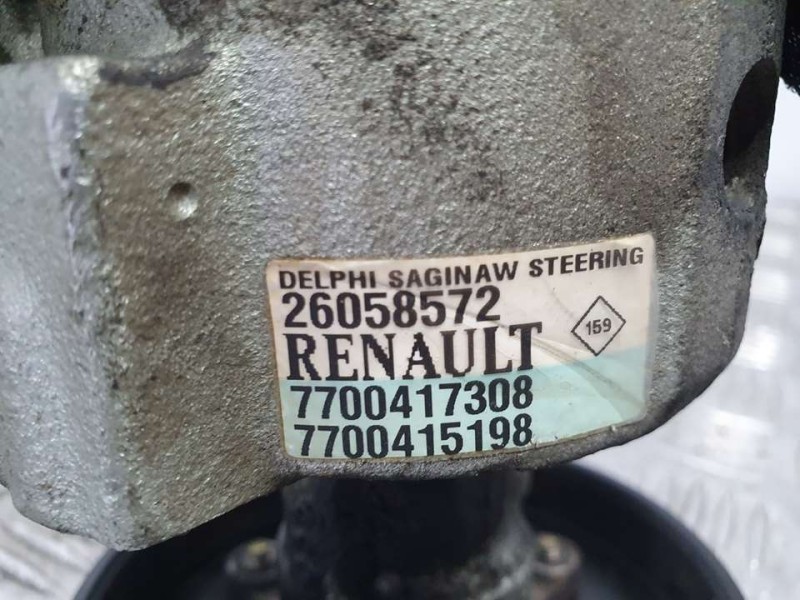 DELPHI SAGINAW STEERING
26058572
RENAULT
159
7700417308
7700415198